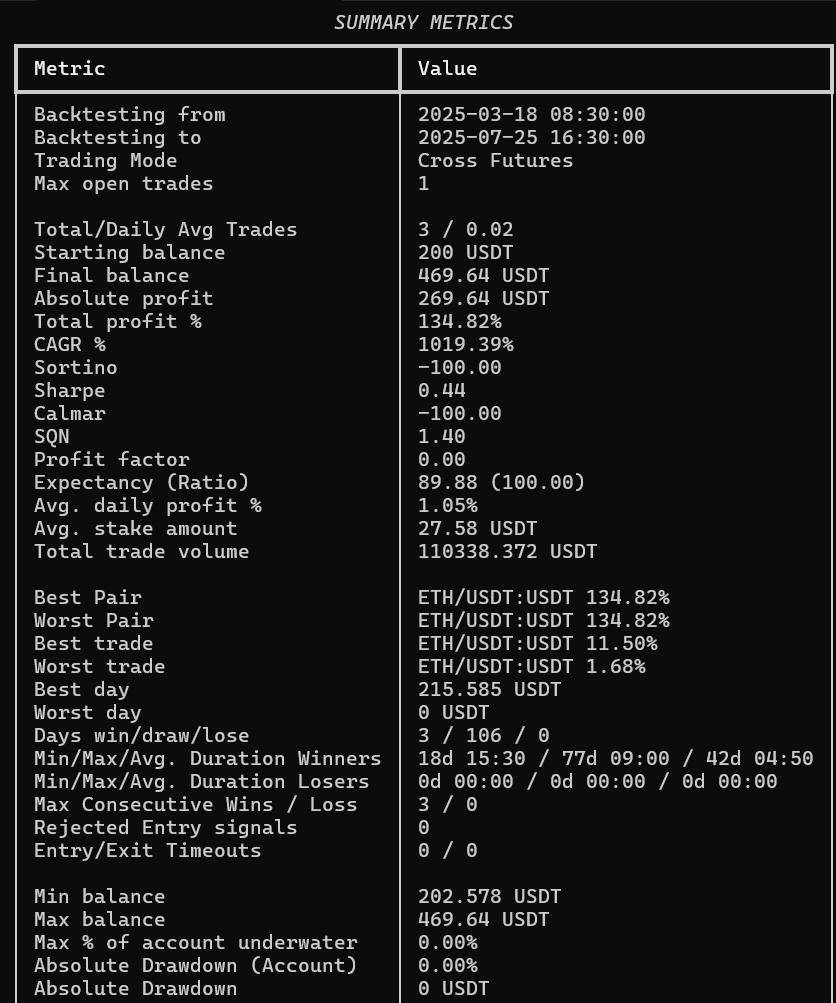 SUMMARY METRICS
Metric Value
Backtesting from 2025-03-18 08:30:00
Backtesting to 2025-07-25 16:30:00
Trading Mode Cross Futures
Max open trades 1
Total/Daily Avg Trades 3 / 0.02
Starting balance 200 USDT
Final balance 469.64 USDT
Absolute profit 269.64 USDT
Total profit % 134.82%
CAGR % 1019.39%
Sortino -100.00
Sharpe 0.44
Calmar -100.00
SQN 1.40
Profit factor 0.00
Expectancy (Ratio) 89.88 (100.00)
Avg. daily profit % 1.05%
Avg. stake amount 27.58 USDT
Total trade volume 110338.372 USDT
Best Pair ETH/USDT:USDT 134.82%
Worst Pair ETH/USDT:USDT 134.82%
Best trade ETH/USDT:USDT 11.50%
Worst trade ETH/USDT:USDT 1.68%
Best day 215.585 USDT
Worst day 0 USDT
Days win/draw/lose 3 / 106 / 0
Min/Max/Avg. Duration Winners 18d 15:30 / 77d 09:00 / 42d 04:50
Min/Max/Avg. Duration Losers 0d 00:00 / 0d 00:00 / 0d 00:00
Max Consecutive Wins / Loss 3 / 0
Rejected Entry signals 0
Entry/Exit Timeouts 0 / 0
Min balance 202.578 USDT
Max balance 469.64 USDT
Max % of account underwater 0.00%
Absolute Drawdown (Account) 0.00%
Absolute Drawdown 0 USDT